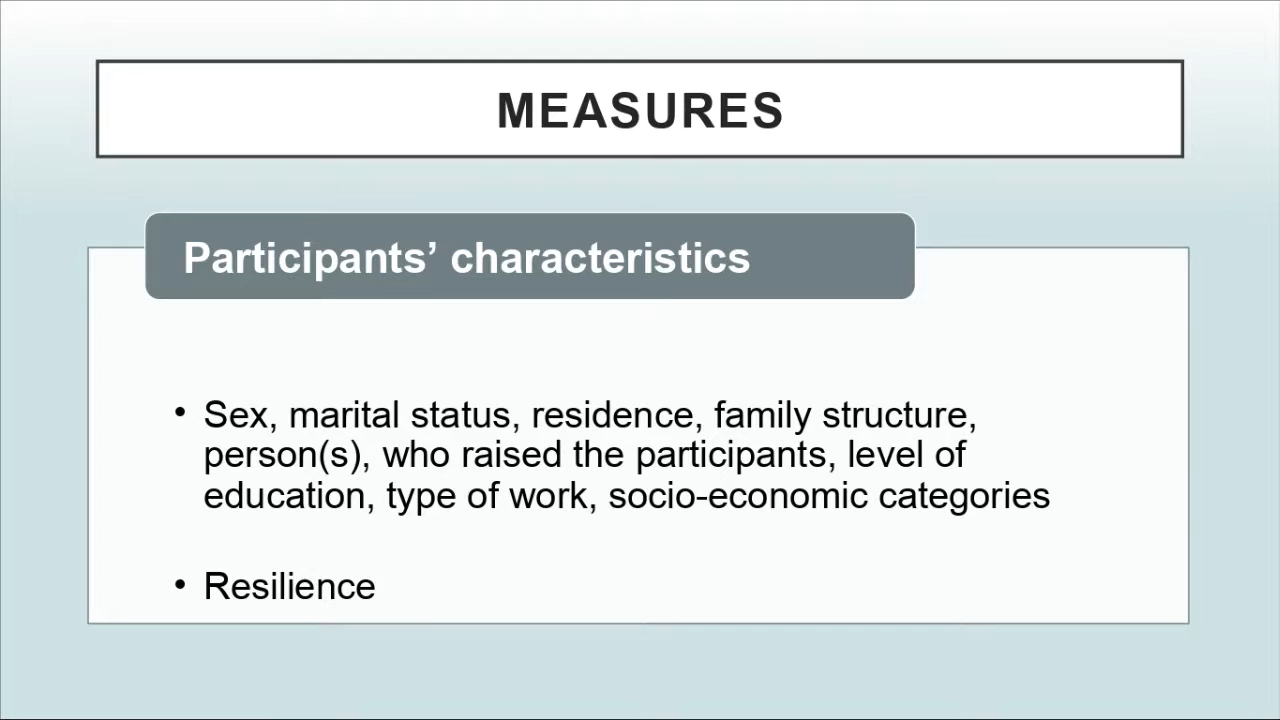 MEASURES
Participants’ characteristics
• Sex, marital status, residence, family structure,
person(s), who raised the participants, level of
education, type of work, socio-economic categories
• Resilience